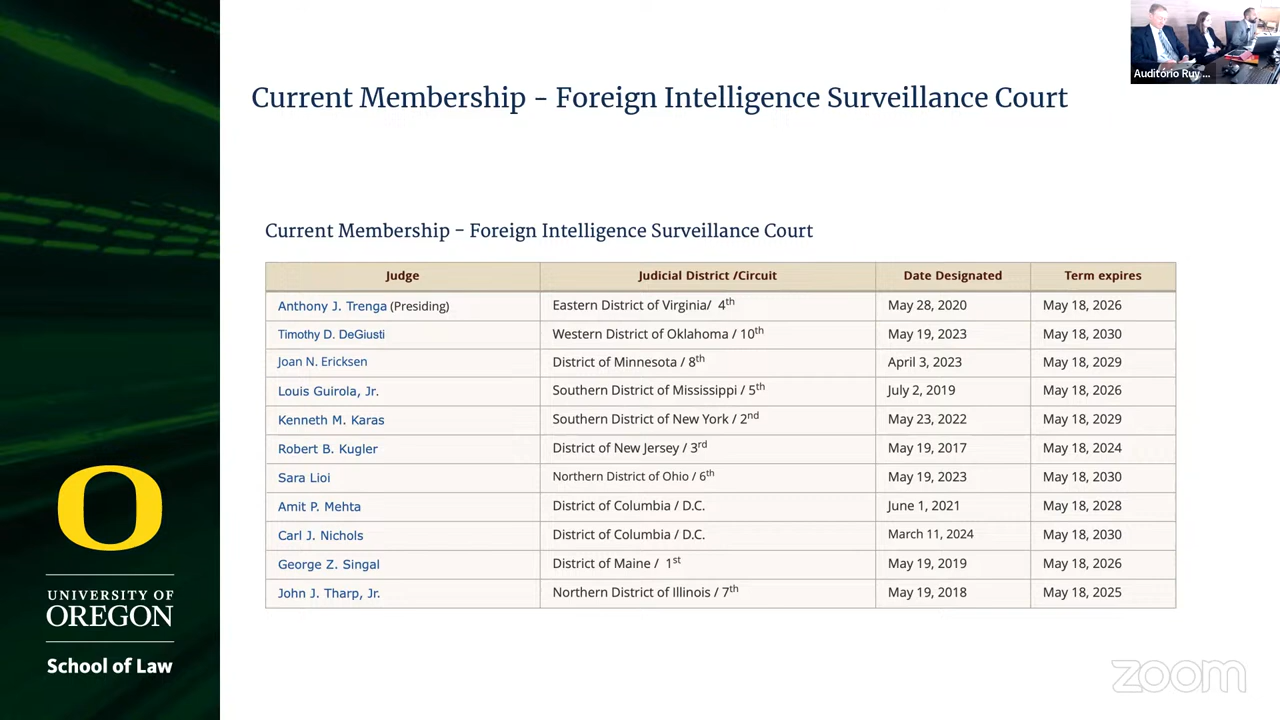 Auditório Ruy ...
Current Membership - Foreign Intelligence Surveillance Court
Current Membership - Foreign Intelligence Surveillance Court
Judge Judicial District /Circuit Date Designated Term expires
Anthony J. Trenga (Presiding) Eastern District of Virginia/ 4th May 28, 2020 May 18, 2026
Timothy D. DeGiusti Western District of Oklahoma / 10th May 19, 2023 May 18, 2030
Joan N. Ericksen District of Minnesota / 8th April 3, 2023 May 18, 2029
Louis Guirola, Jr. Southern District of Mississippi / 5th July 2, 2019 May 18, 2026
Kenneth M. Karas Southern District of New York / 2nd May 23, 2022 May 18, 2029
Robert B. Kugler District of New Jersey / 3rd May 19, 2017 May 18, 2024
Sara Lioi Northern District of Ohio / 6th May 19, 2023 May 18, 2030
Amit P. Mehta District of Columbia / D.C. June 1, 2021 May 18, 2028
Carl J. Nichols District of Columbia / D.C. March 11, 2024 May 18, 2030
George Z. Singal District of Maine / 1st May 19, 2019 May 18, 2026
John J. Tharp, Jr. Northern District of Illinois / 7th May 19, 2018 May 18, 2025
O
UNIVERSITY OF
OREGON
School of Law
zoom